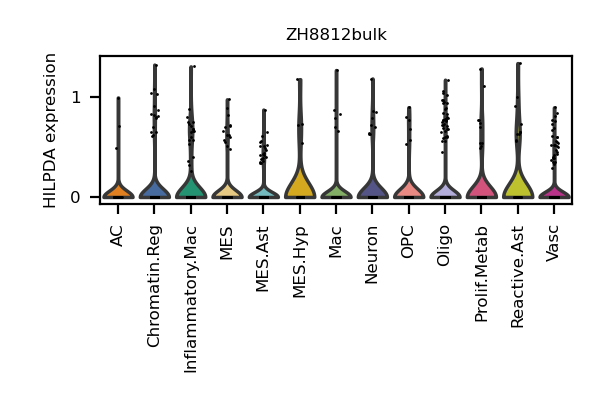 ZH8812bulk
HILPDA expression
1
0
AC
Chromatin.Reg
Inflammatory.Mac
MES
MES.Ast
MES.Hyp
Mac
Neuron
OPC
Oligo
Prolif.Metab
Reactive.Ast
Vasc